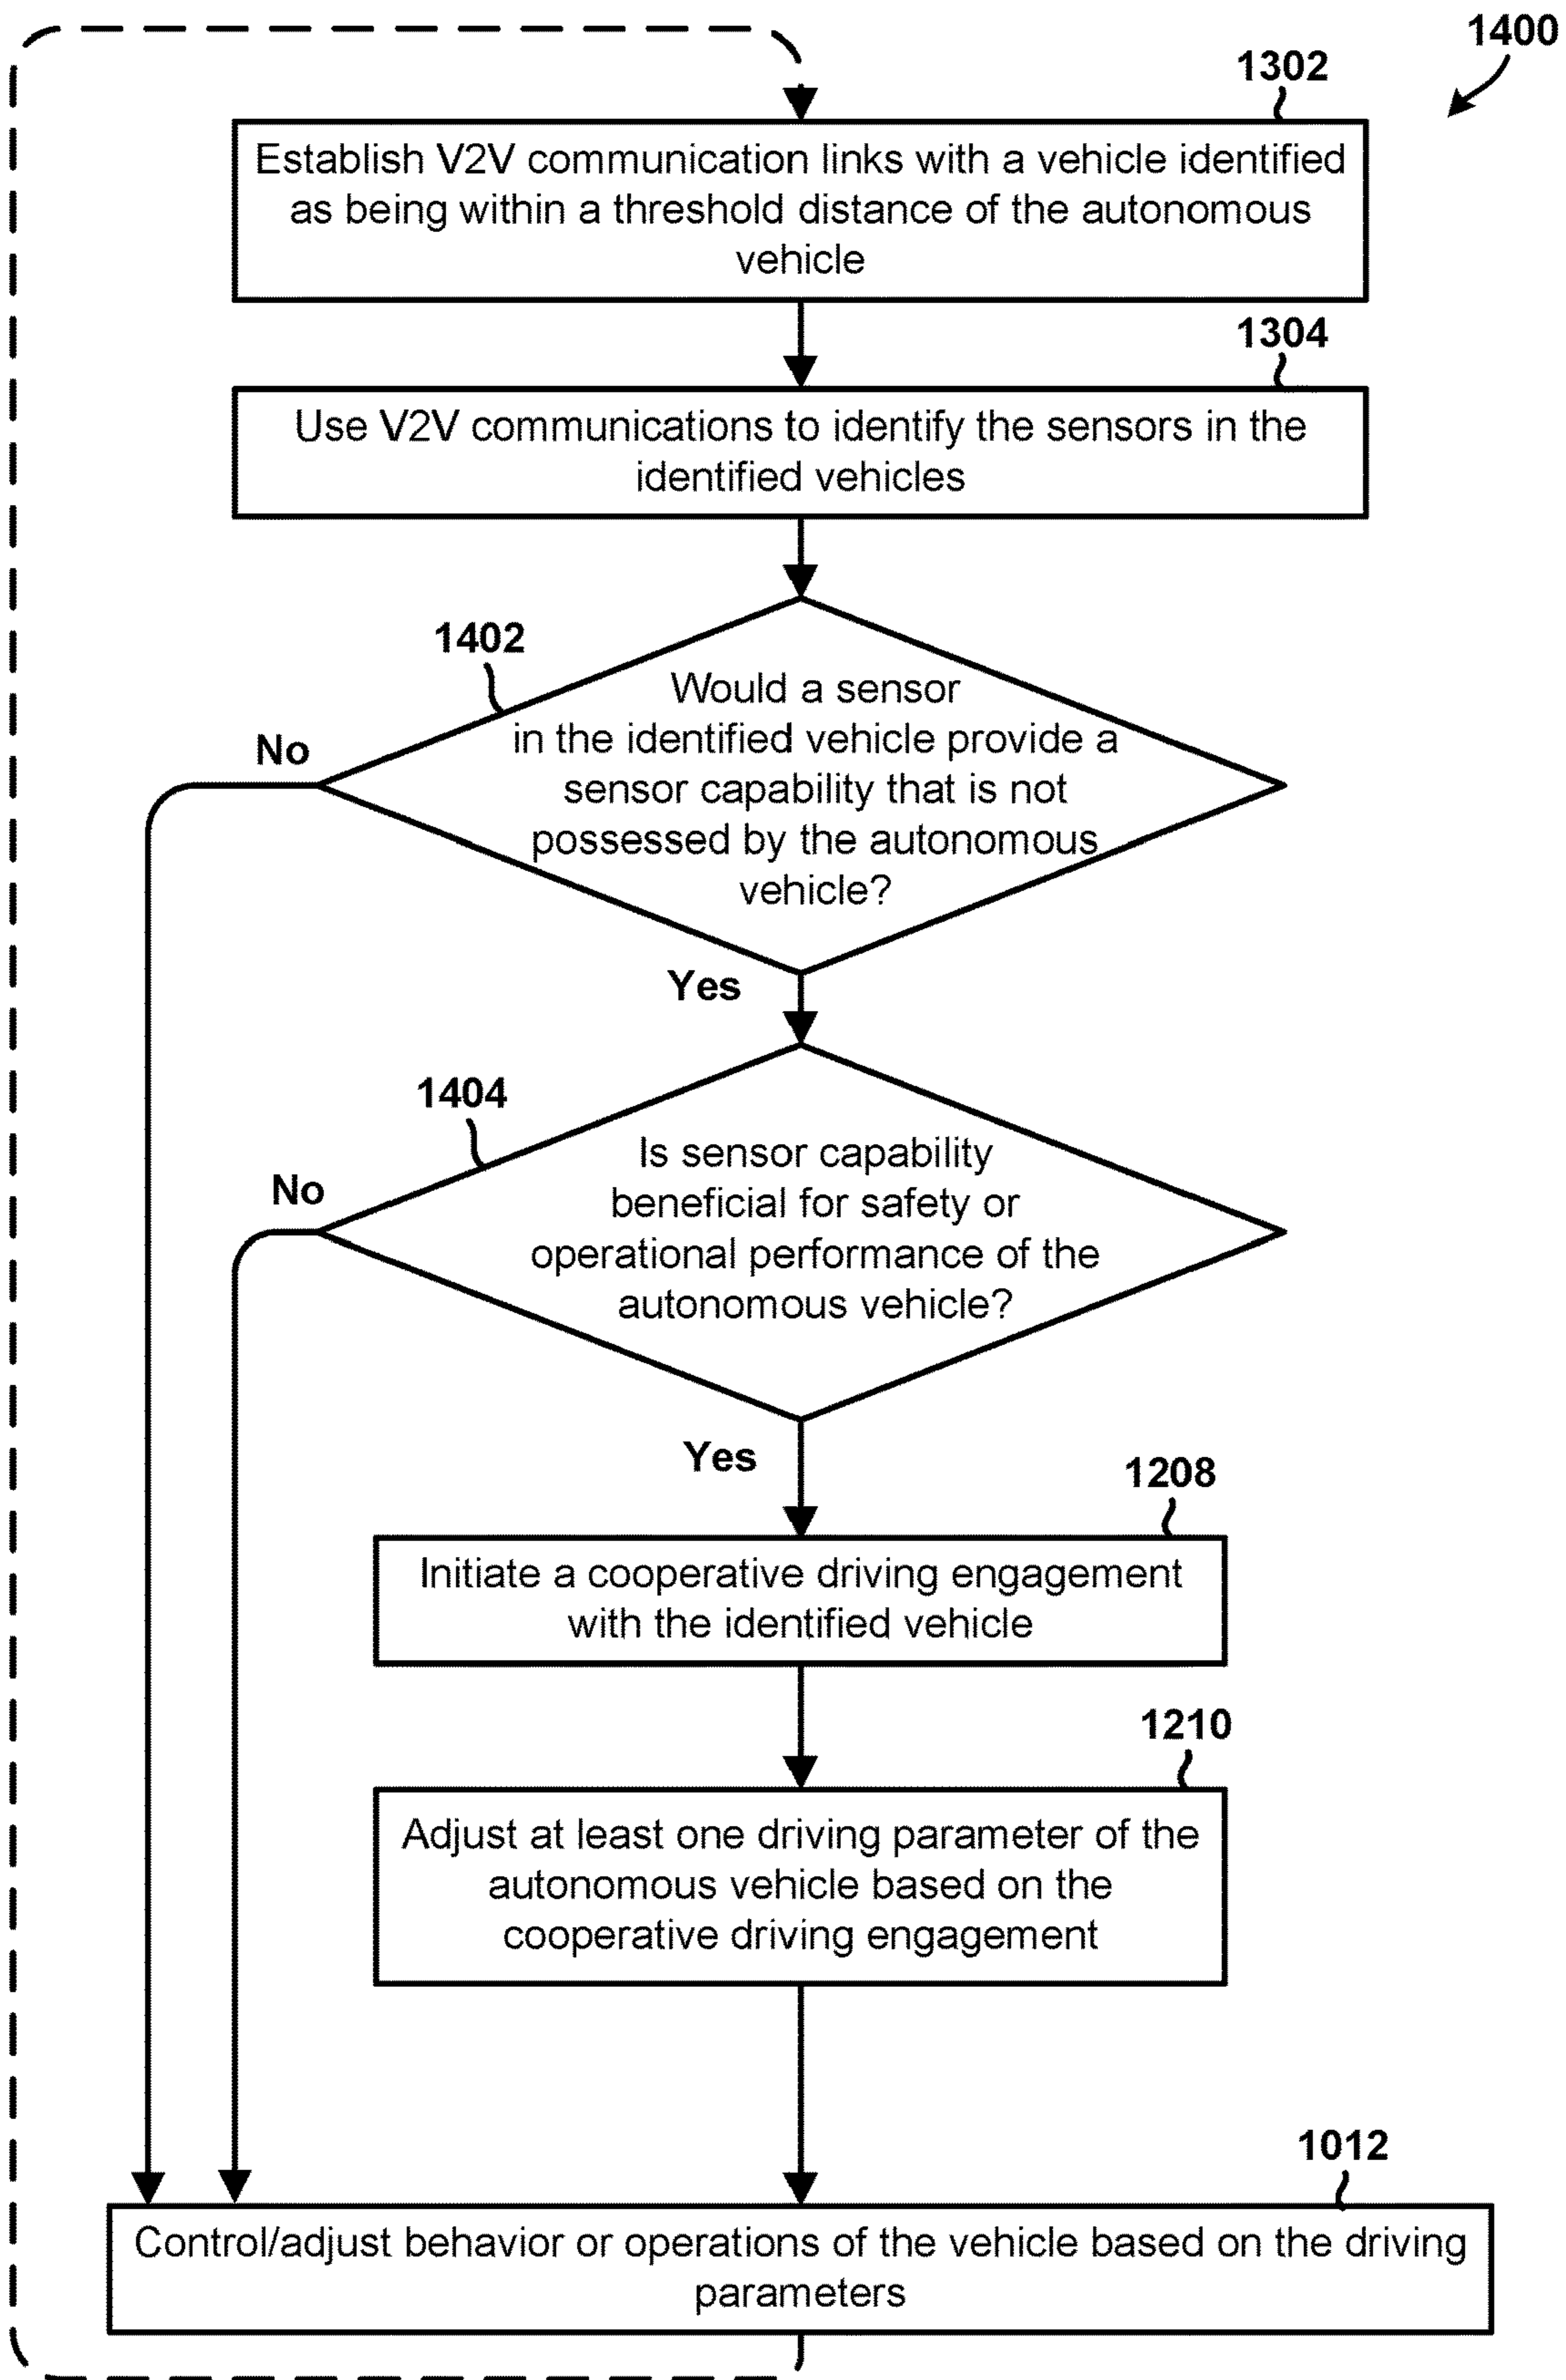 1400
1302
Establish V2V communication links with a vehicle identified
as being within a threshold distance of the autonomous
vehicle
1304
Use V2V communications to identify the sensors in the
identified vehicles
1402
Would a sensor
in the identified vehicle provide a
sensor capability that is not
possessed by the autonomous
vehicle?
No
Yes
1404
Is sensor capability
beneficial for safety or
operational performance of the
autonomous vehicle?
No
Yes
1208
Initiate a cooperative driving engagement
with the identified vehicle
1210
Adjust at least one driving parameter of the
autonomous vehicle based on the
cooperative driving engagement
1012
Control/adjust behavior or operations of the vehicle based on the driving
parameters